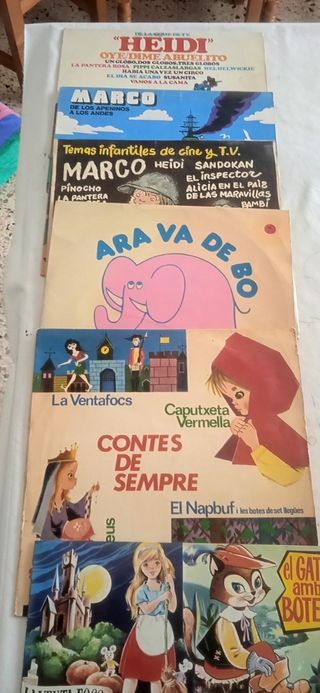 DE LA SERIE DE TV.
"HEIDI"
OYE/DIME ABUELITO
UN GLOBO, DOS GLOBOS, TRES GLOBOS
LA PANTERA ROSA · PIPPI CALZASLARGAS
HABIA UNA VEZ UN CIRCO
EL DIA SE ACABO · SUSANITA
VAMOS A LA CAMA
MARCO
DE LOS APENINOS
A LOS ANDES
Temas infantiles de cine y T.V.
MARCO HEIDI SANDOKAN
EL INSPECTOR
PINOCHO ALICIA EN EL PAIS
LA PANTERA DE LAS MARAVILLAS
BAMBI
ARA VA DE BO
La Ventafocs
Caputxeta
Vermella
CONTES
DE
SEMPRE
El Napbuf i les botes de set llegües
eus
el GAT
amb
BOTE